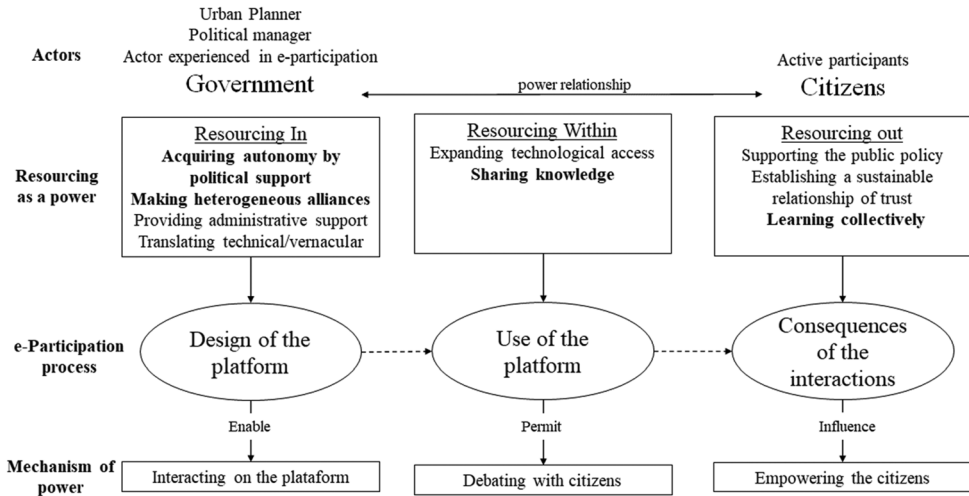 Actors
Urban Planner
Political manager
Actor experienced in e-participation
Government
power relationship
Active participants
Citizens
Resourcing
as a power
Resourcing In
Acquiring autonomy by
political support
Making heterogeneous alliances
Providing administrative support
Translating technical/vernacular
Resourcing Within
Expanding technological access
Sharing knowledge
Resourcing out
Supporting the public policy
Establishing a sustainable
relationship of trust
Learning collectively
e-Participation
process
Design of the
platform
Use of the
platform
Consequences
of the
interactions
Enable
Permit
Influence
Mechanism of
power
Interacting on the plataform
Debating with citizens
Empowering the citizens